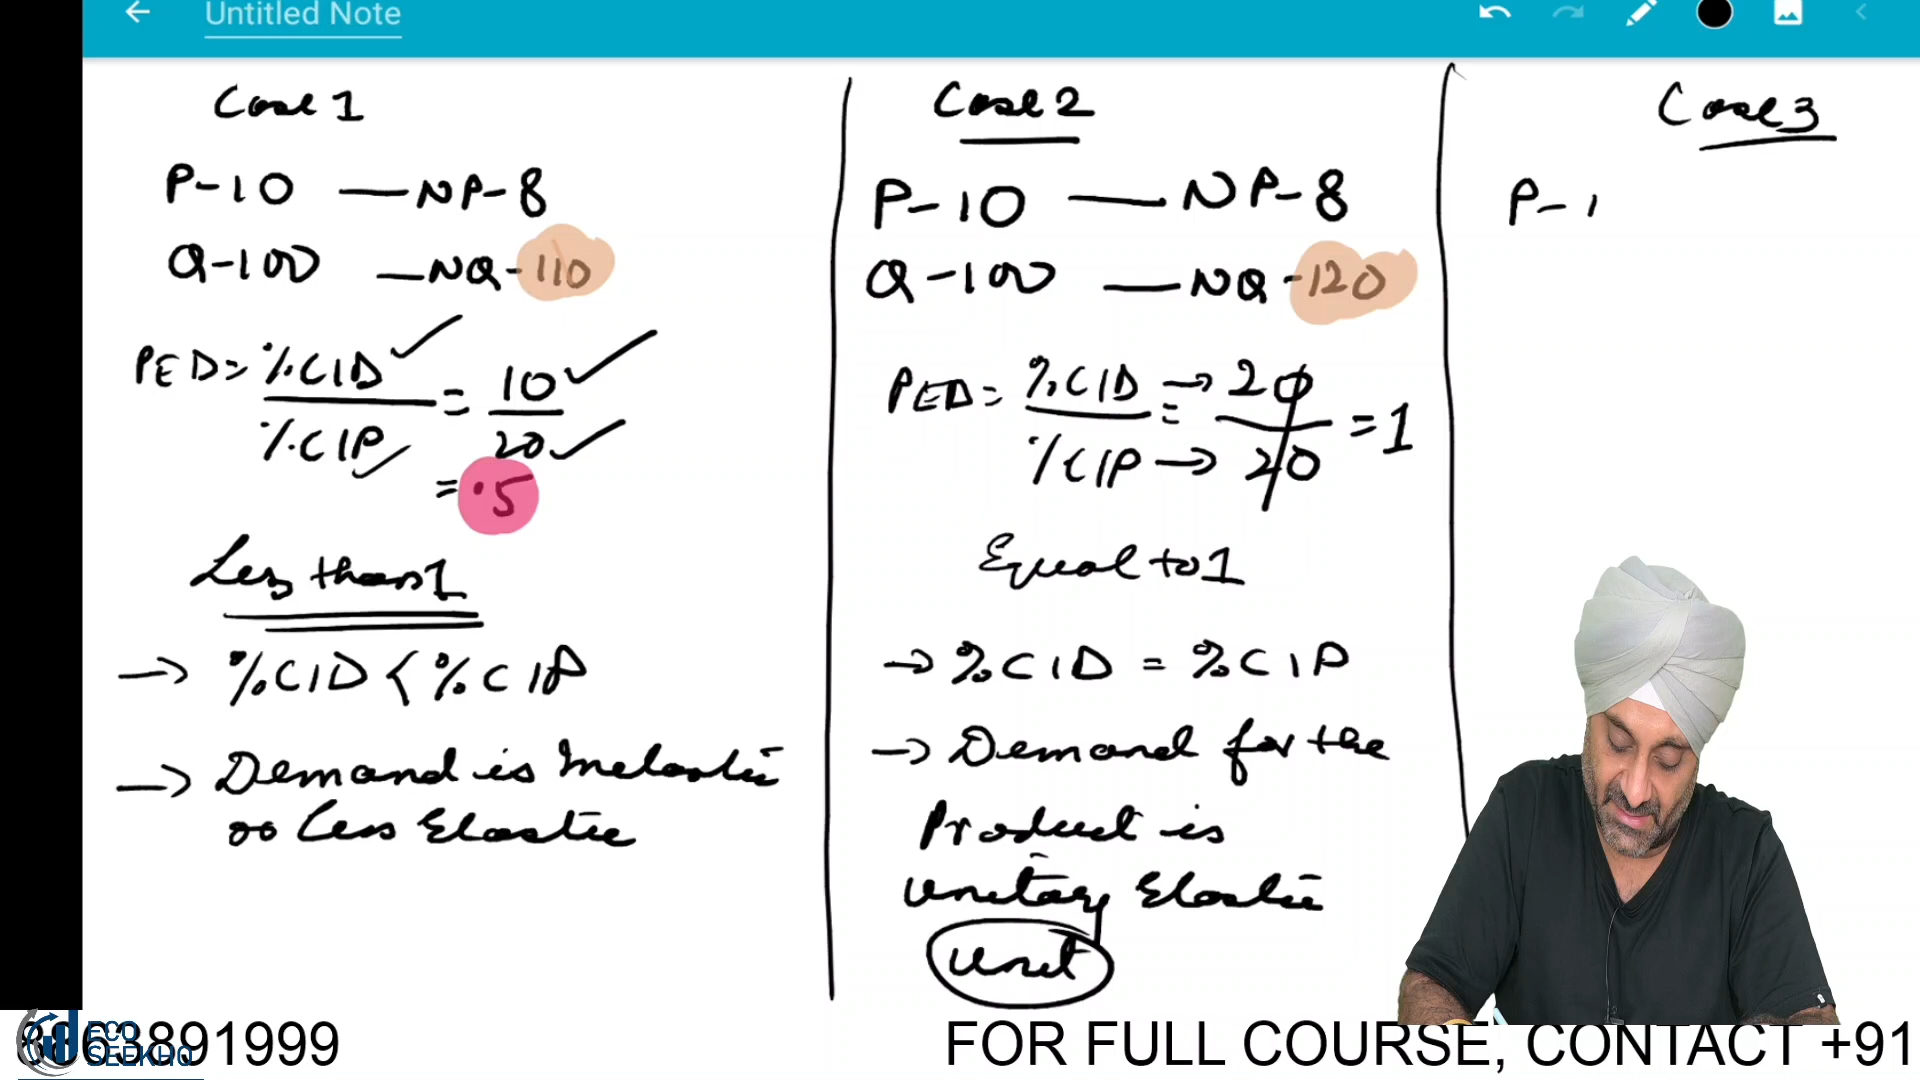 Untitled Note
Case 1
P-10 — NP-8
Q-100 — NQ-110
PED = %CID / %CIP = 10 / 20
= .5
Less than 1
→ %CID < %CIP
→ Demand is Inelastic
or Less Elastic
Case 2
P-10 — NP-8
Q-100 — NQ-120
PED = %CID → 20 / %CIP → 20 = 1
Equal to 1
→ %CID = %CIP
→ Demand for the
Product is
unitary Elastic
unit
Case 3
P-1
ECO
SEEKHO
8063891999
FOR FULL COURSE, CONTACT +91